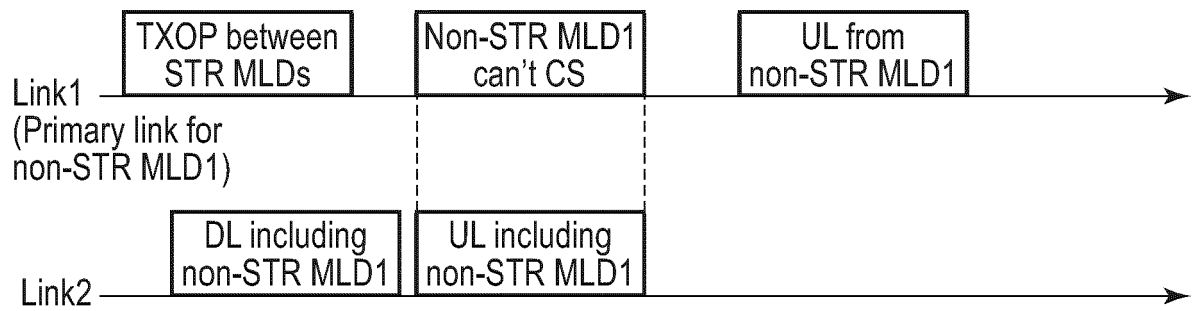 TXOP between
STR MLDs
Non-STR MLD1
can't CS
UL from
non-STR MLD1
Link1
(Primary link for
non-STR MLD1)
DL including
non-STR MLD1
UL including
non-STR MLD1
Link2